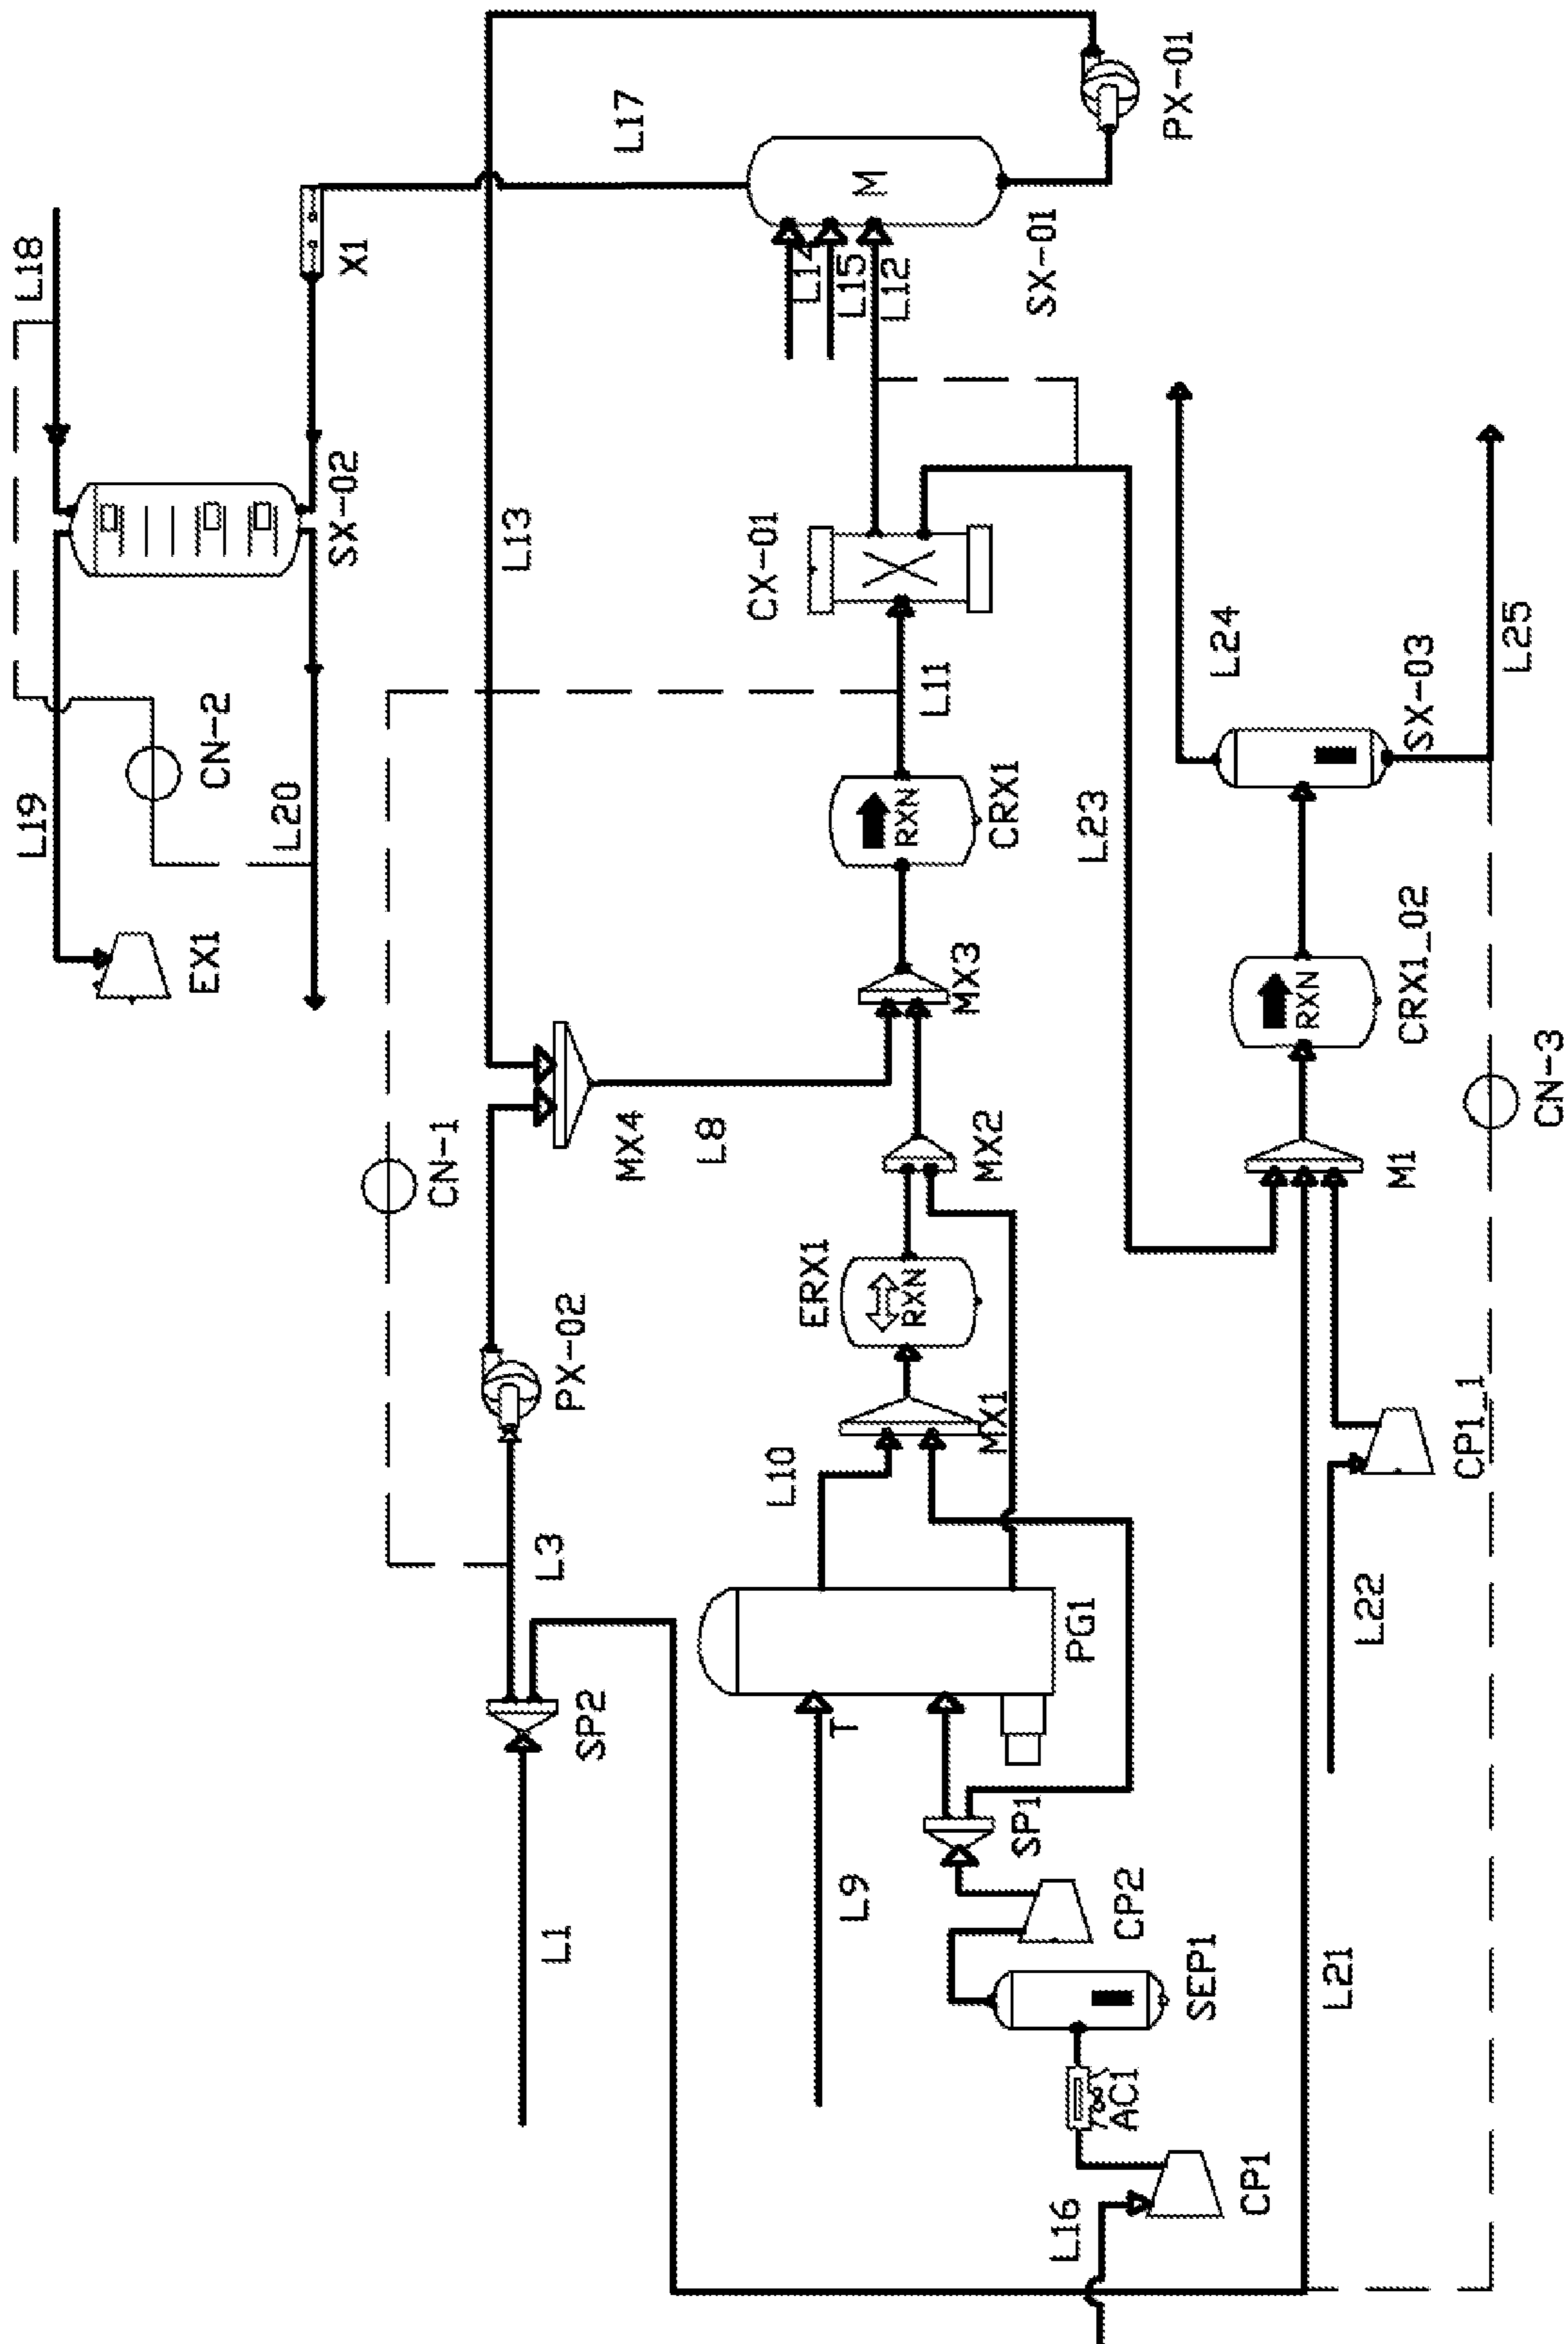 L1
SP2
L3
CN-1
PX-02
MX4
L8
L13
L19
EX1
CN-2
L20
SX-02
L18
X1
L17
PX-01
L16
CP1
AC1
SEP1
CP2
SP1
L9
T
PG1
L10
MX1
ERX1
RXN
MX2
MX3
RXN
CRX1
L11
CX-01
L14
L15
L12
M
SX-01
L21
L22
CP1_1
M1
L23
RXN
CRX1_02
SX-03
L24
L25
CN-3